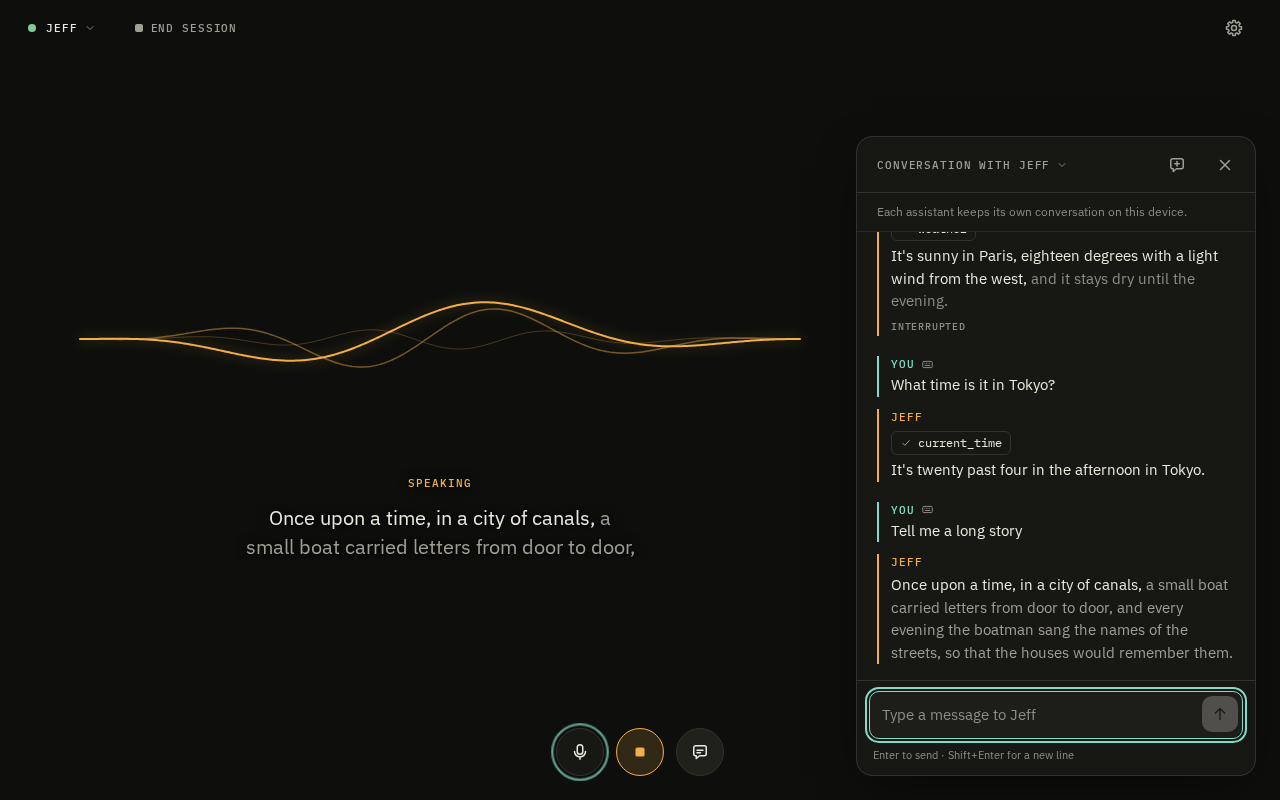 JEFF
END SESSION
CONVERSATION WITH JEFF
Each assistant keeps its own conversation on this device.
It's sunny in Paris, eighteen degrees with a light
wind from the west, and it stays dry until the
evening.
INTERRUPTED
YOU
What time is it in Tokyo?
JEFF
current_time
It's twenty past four in the afternoon in Tokyo.
YOU
Tell me a long story
JEFF
Once upon a time, in a city of canals, a small boat
carried letters from door to door, and every
evening the boatman sang the names of the
streets, so that the houses would remember them.
Type a message to Jeff
Enter to send · Shift+Enter for a new line
SPEAKING
Once upon a time, in a city of canals, a
small boat carried letters from door to door,